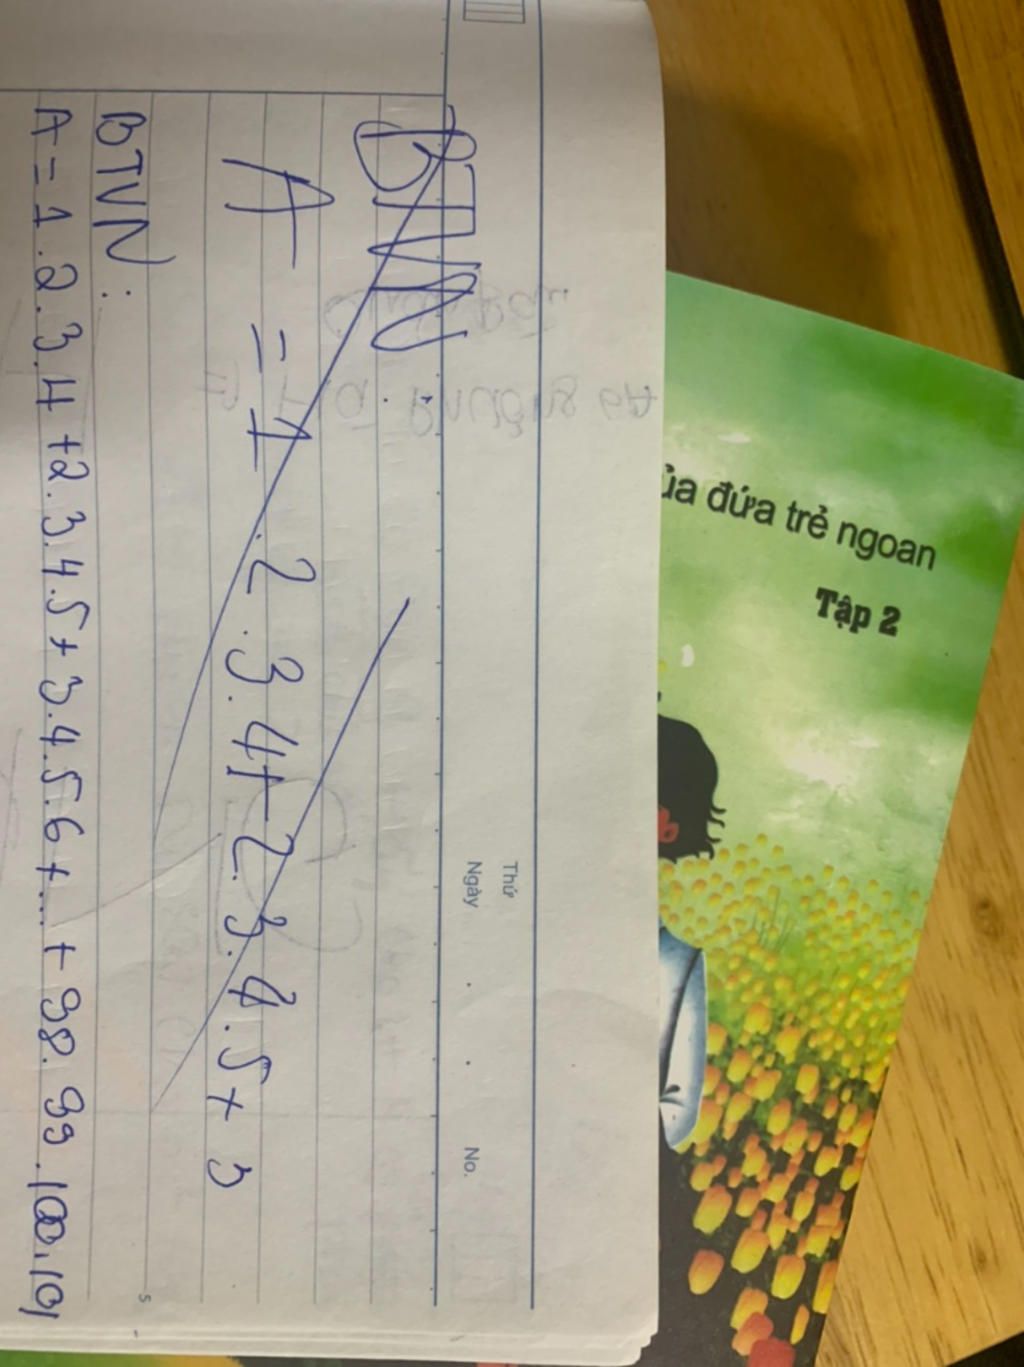 Thứ
Ngày . . No.
BTVN:
A = 1.2.3.4+2.3.4.5+3
BTVN:
A = 1.2.3.4+2.3.4.5+3.4.5.6+....+98.99.100.101
5
ủa đứa trẻ ngoan
Tập 2